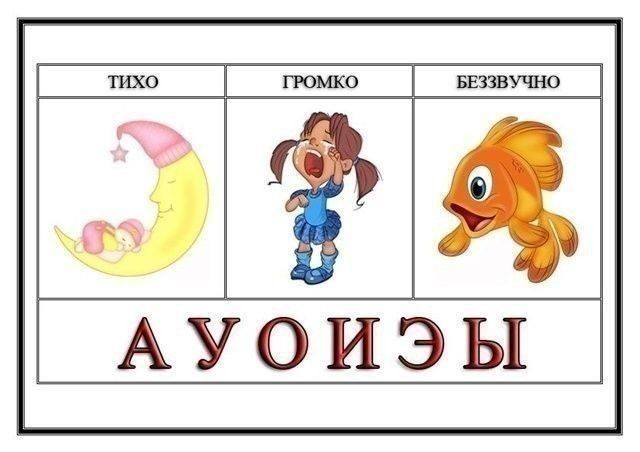 ТИХО ГРОМКО БЕЗЗВУЧНО
А У О И Э Ы